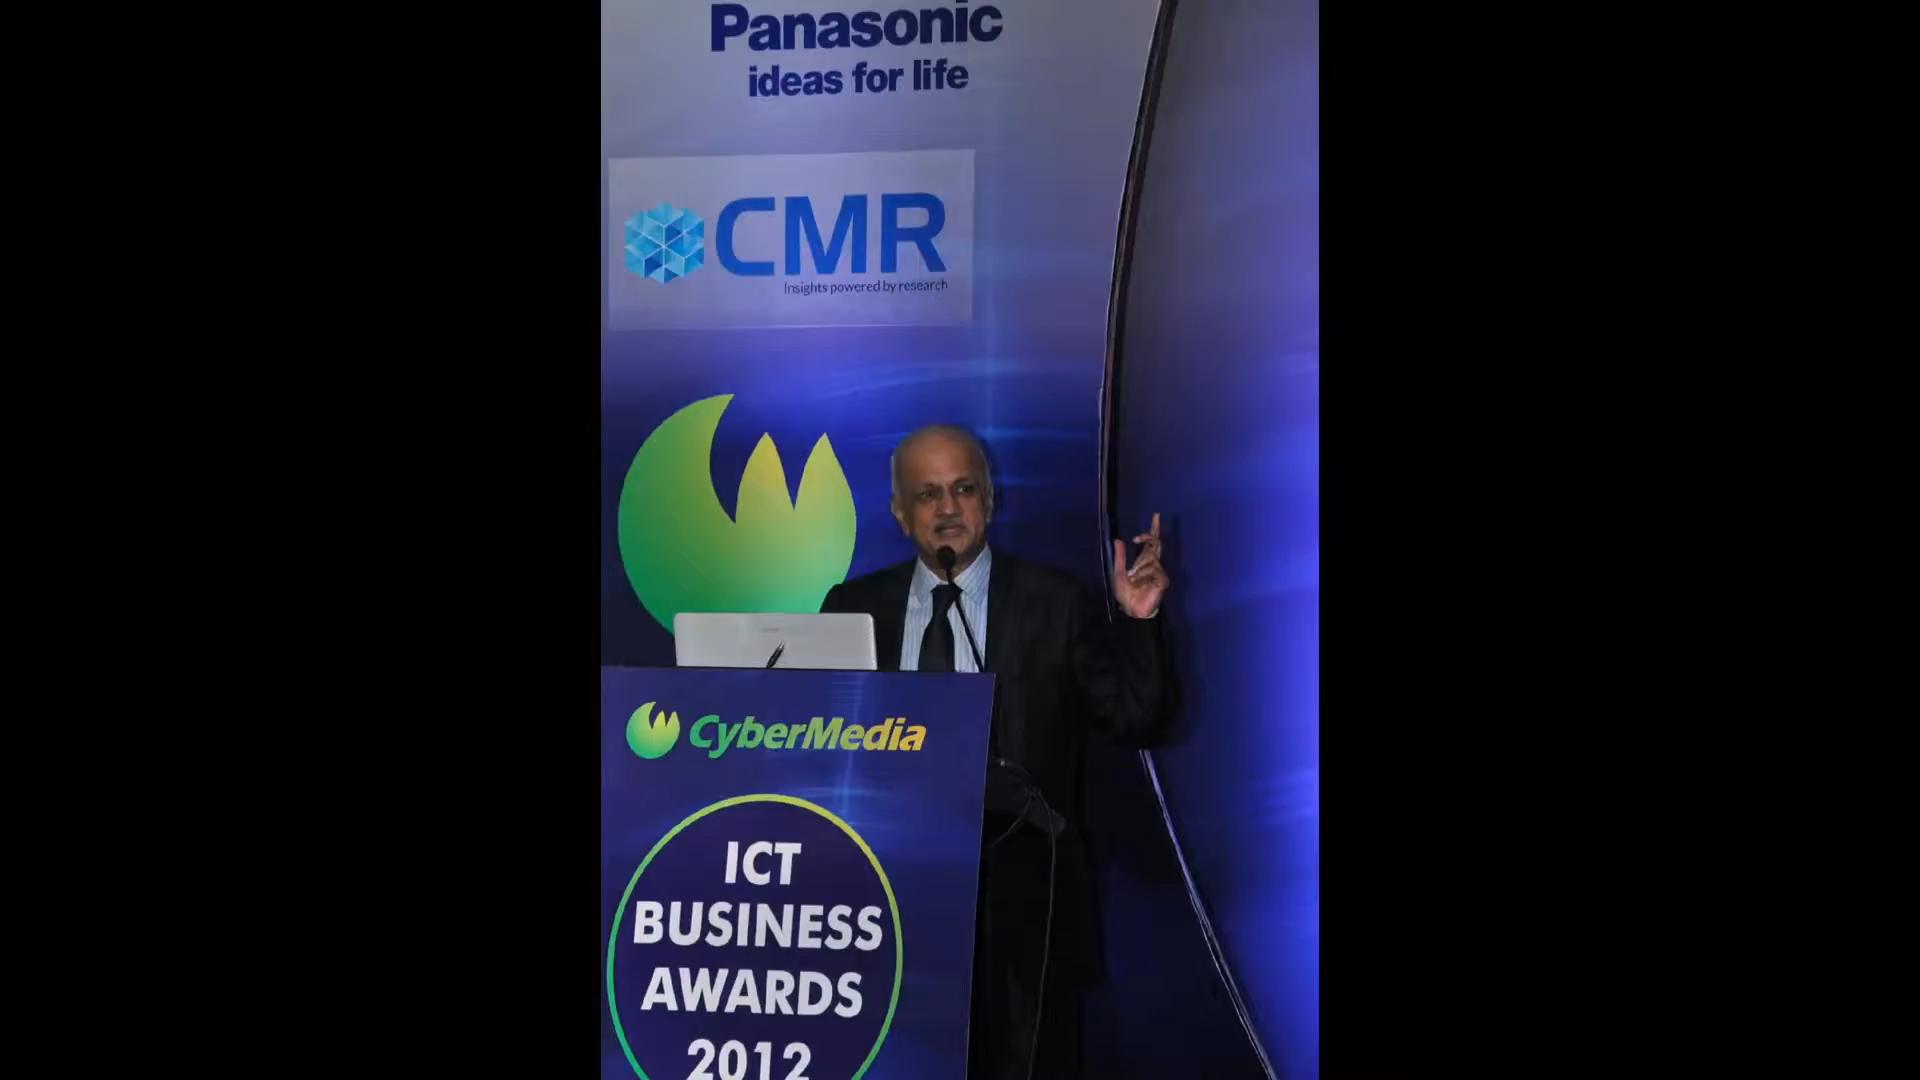 Panasonic
ideas for life
CMR
Insights powered by research
CyberMedia
ICT
BUSINESS
AWARDS
2012